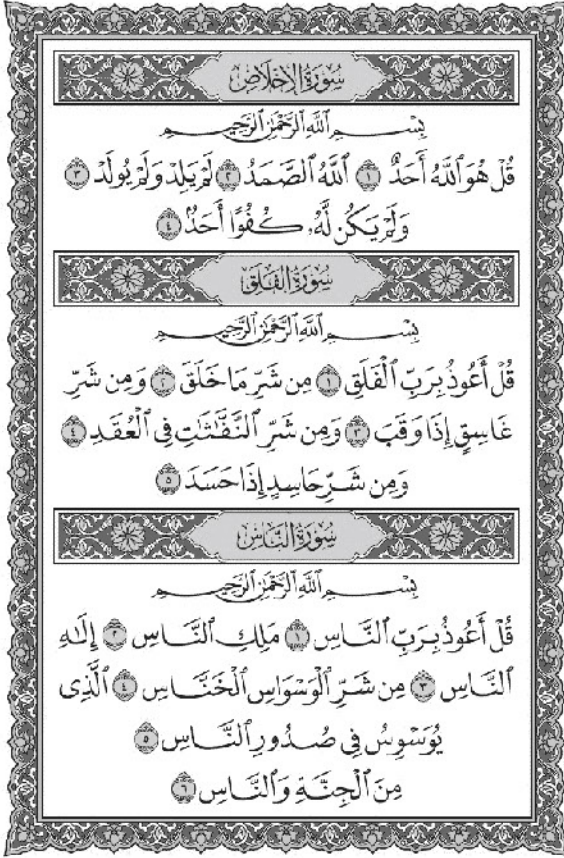 سُورَةُ الإِخْلَاصِ
بِسْمِ ٱللَّهِ ٱلرَّحْمَٰنِ ٱلرَّحِيمِ
قُلْ هُوَ ٱللَّهُ أَحَدٌ ١ ٱللَّهُ ٱلصَّمَدُ ٢ لَمْ يَلِدْ وَلَمْ يُولَدْ ٣
وَلَمْ يَكُن لَّهُۥ كُفُوًا أَحَدٌۢ ٤
سُورَةُ الفَلَقِ
بِسْمِ ٱللَّهِ ٱلرَّحْمَٰنِ ٱلرَّحِيمِ
قُلْ أَعُوذُ بِرَبِّ ٱلْفَلَقِ ١ مِن شَرِّ مَا خَلَقَ ٢ وَمِن شَرِّ
غَاسِقٍ إِذَا وَقَبَ ٣ وَمِن شَرِّ ٱلنَّفَّٰثَٰتِ فِى ٱلْعُقَدِ ٤
وَمِن شَرِّ حَاسِدٍ إِذَا حَسَدَ ٥
سُورَةُ النَّاسِ
بِسْمِ ٱللَّهِ ٱلرَّحْمَٰنِ ٱلرَّحِيمِ
قُلْ أَعُوذُ بِرَبِّ ٱلنَّاسِ ١ مَلِكِ ٱلنَّاسِ ٢ إِلَٰهِ
ٱلنَّاسِ ٣ مِن شَرِّ ٱلْوَسْوَاسِ ٱلْخَنَّاسِ ٤ ٱلَّذِى
يُوَسْوِسُ فِى صُدُورِ ٱلنَّاسِ ٥
مِنَ ٱلْجِنَّةِ وَٱلنَّاسِ ٦